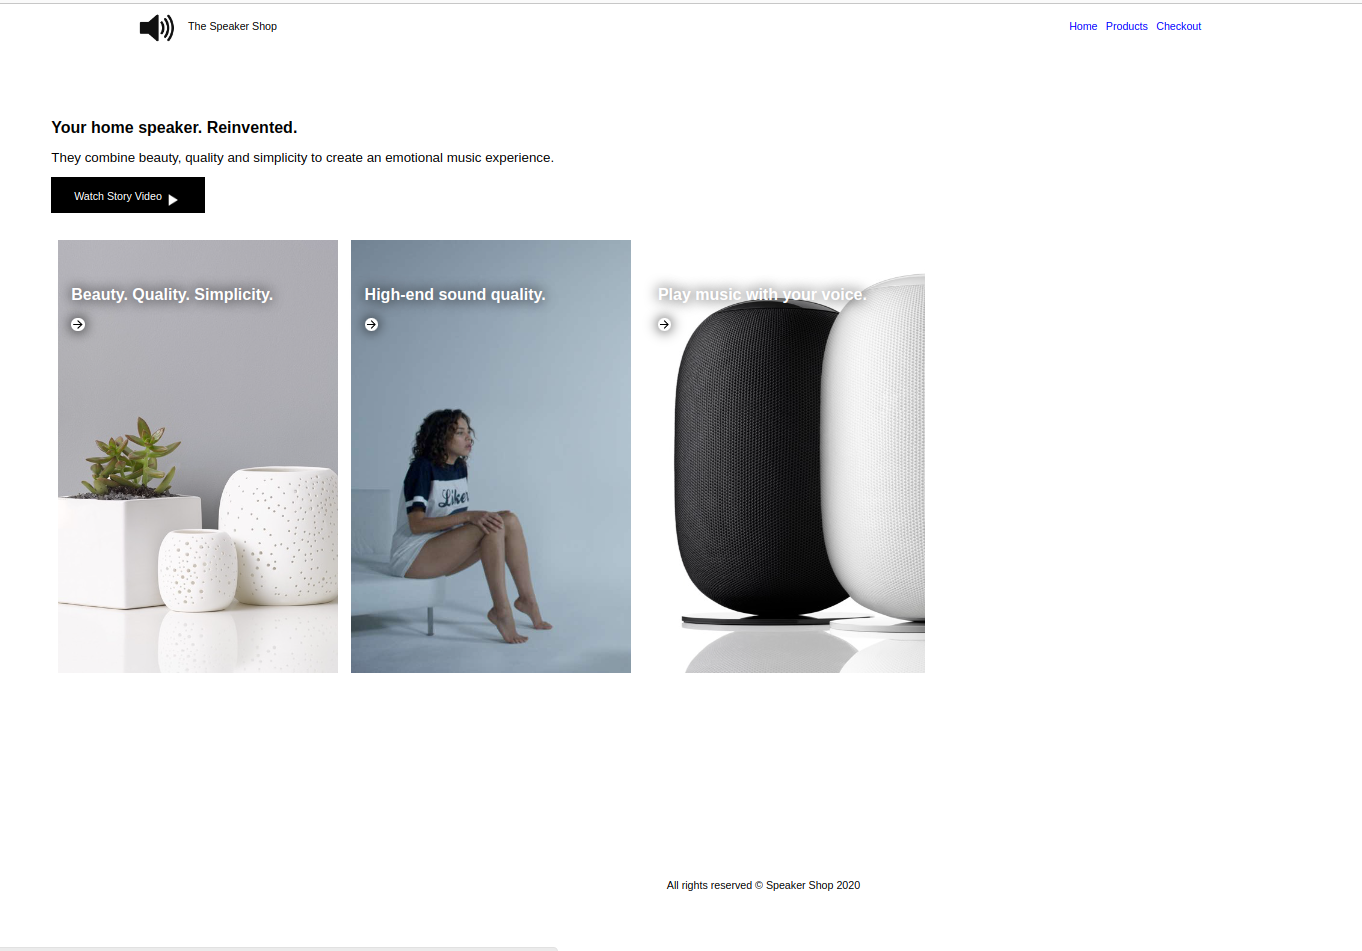 The Speaker Shop
Home Products Checkout
Your home speaker. Reinvented.
They combine beauty, quality and simplicity to create an emotional music experience.
Watch Story Video
Beauty. Quality. Simplicity.
High-end sound quality.
Play music with your voice.
All rights reserved © Speaker Shop 2020